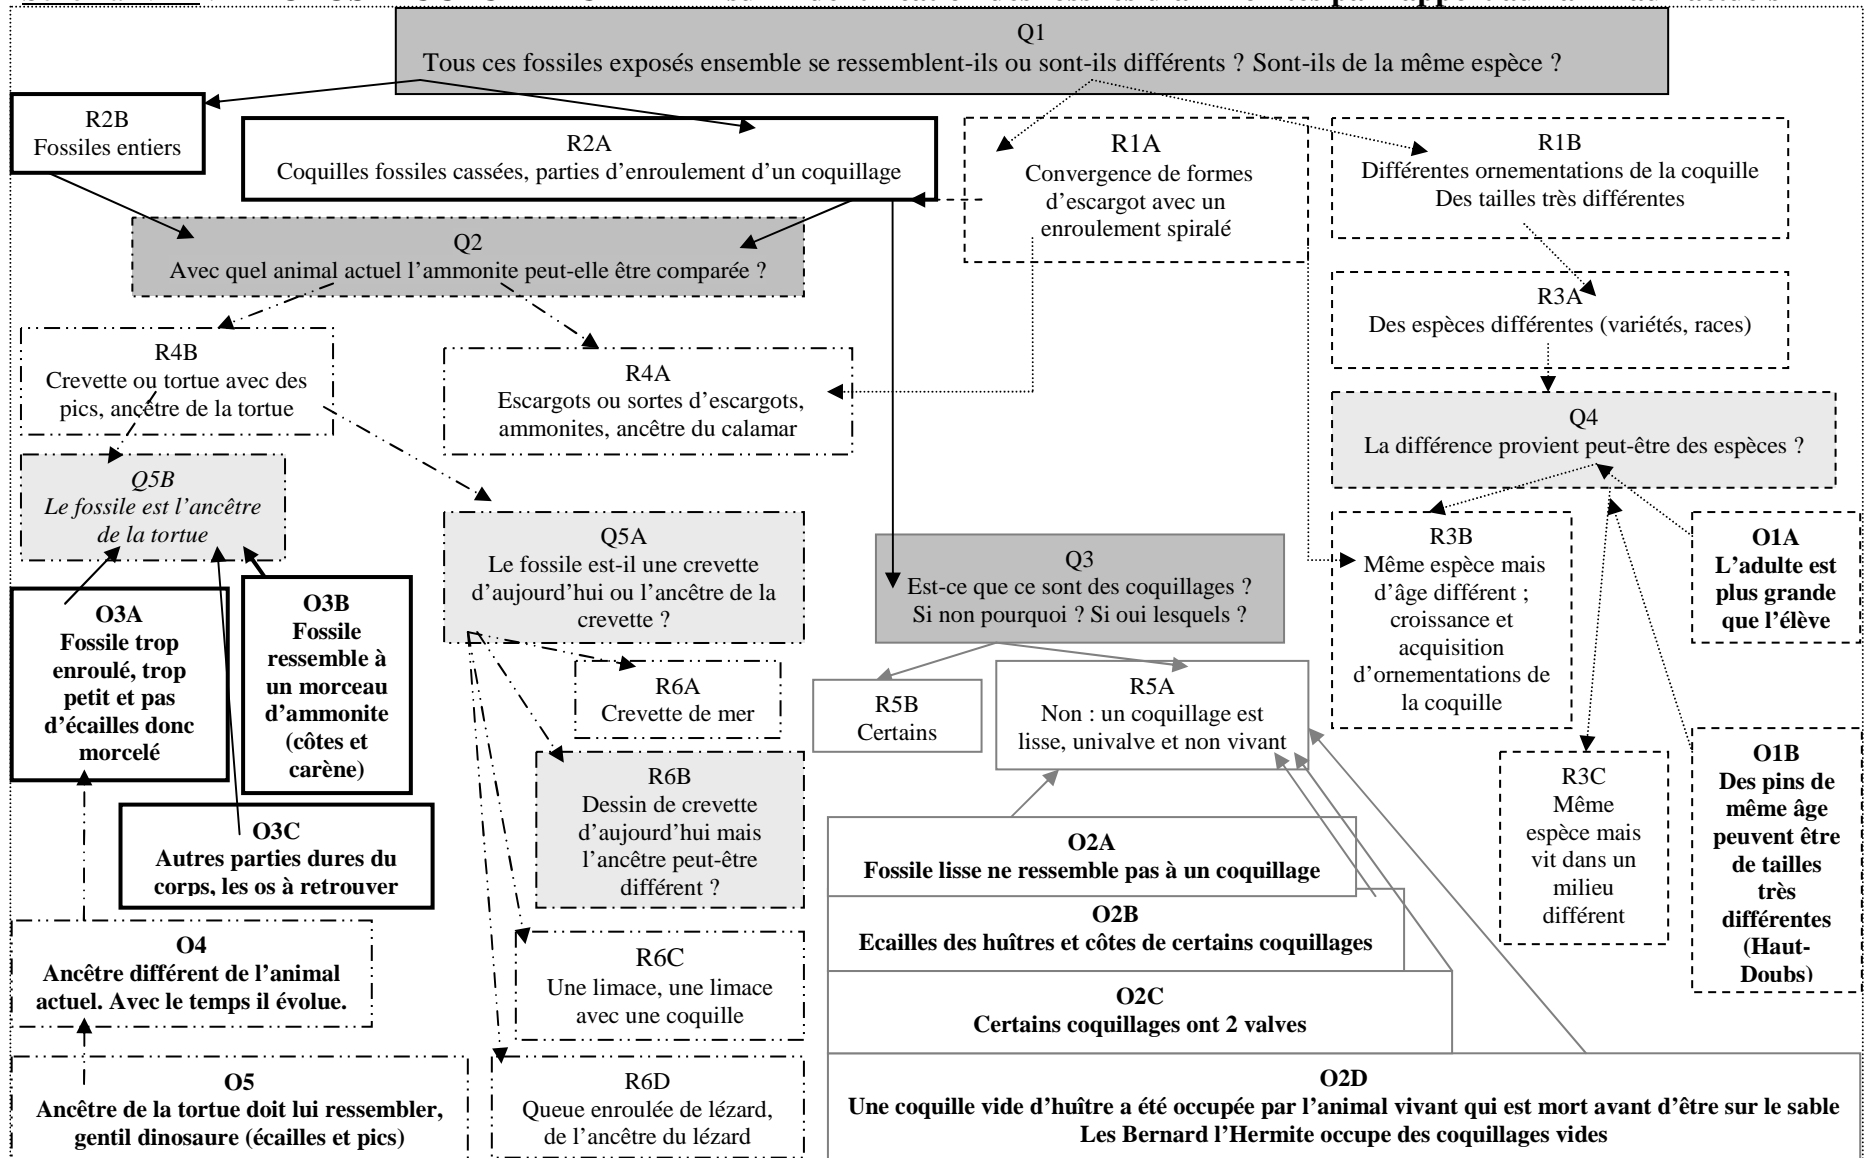 sur l'identification des fossiles d'ammonites par rapport aux animaux actuels
Q1
Tous ces fossiles exposés ensemble se ressemblent-ils ou sont-ils différents ? Sont-ils de la même espèce ?
R2B
Fossiles entiers
R2A
Coquilles fossiles cassées, parties d'enroulement d'un coquillage
R1A
Convergence de formes
d'escargot avec un
enroulement spiralé
R1B
Différentes ornementations de la coquille
Des tailles très différentes
Q2
Avec quel animal actuel l'ammonite peut-elle être comparée ?
R3A
Des espèces différentes (variétés, races)
R4B
Crevette ou tortue avec des
pics, ancêtre de la tortue
R4A
Escargots ou sortes d'escargots,
ammonites, ancêtre du calamar
Q4
La différence provient peut-être des espèces ?
Q5B
Le fossile est l'ancêtre
de la tortue
Q5A
Le fossile est-il une crevette
d'aujourd'hui ou l'ancêtre de la
crevette ?
Q3
Est-ce que ce sont des coquillages ?
Si non pourquoi ? Si oui lesquels ?
R3B
Même espèce mais
d'âge différent ;
croissance et
acquisition
d'ornementations de
la coquille
O1A
L'adulte est
plus grande
que l'élève
O3A
Fossile trop
enroulé, trop
petit et pas
d'écailles donc
morcelé
O3B
Fossile
ressemble à
un morceau
d'ammonite
(côtes et
carène)
R6A
Crevette de mer
R5B
Certains
R5A
Non : un coquillage est
lisse, univalve et non vivant
R6B
Dessin de crevette
d'aujourd'hui mais
l'ancêtre peut-être
différent ?
R3C
Même
espèce mais
vit dans un
milieu
différent
O1B
Des pins de
même âge
peuvent être
de tailles
très
différentes
(Haut-
Doubs)
O3C
Autres parties dures du
corps, les os à retrouver
O2A
Fossile lisse ne ressemble pas à un coquillage
O2B
Ecailles des huîtres et côtes de certains coquillages
O4
Ancêtre différent de l'animal
actuel. Avec le temps il évolue.
R6C
Une limace, une limace
avec une coquille
O2C
Certains coquillages ont 2 valves
O5
Ancêtre de la tortue doit lui ressembler,
gentil dinosaure (écailles et pics)
R6D
Queue enroulée de lézard,
de l'ancêtre du lézard
O2D
Une coquille vide d'huître a été occupée par l'animal vivant qui est mort avant d'être sur le sable
Les Bernard l'Hermite occupe des coquillages vides